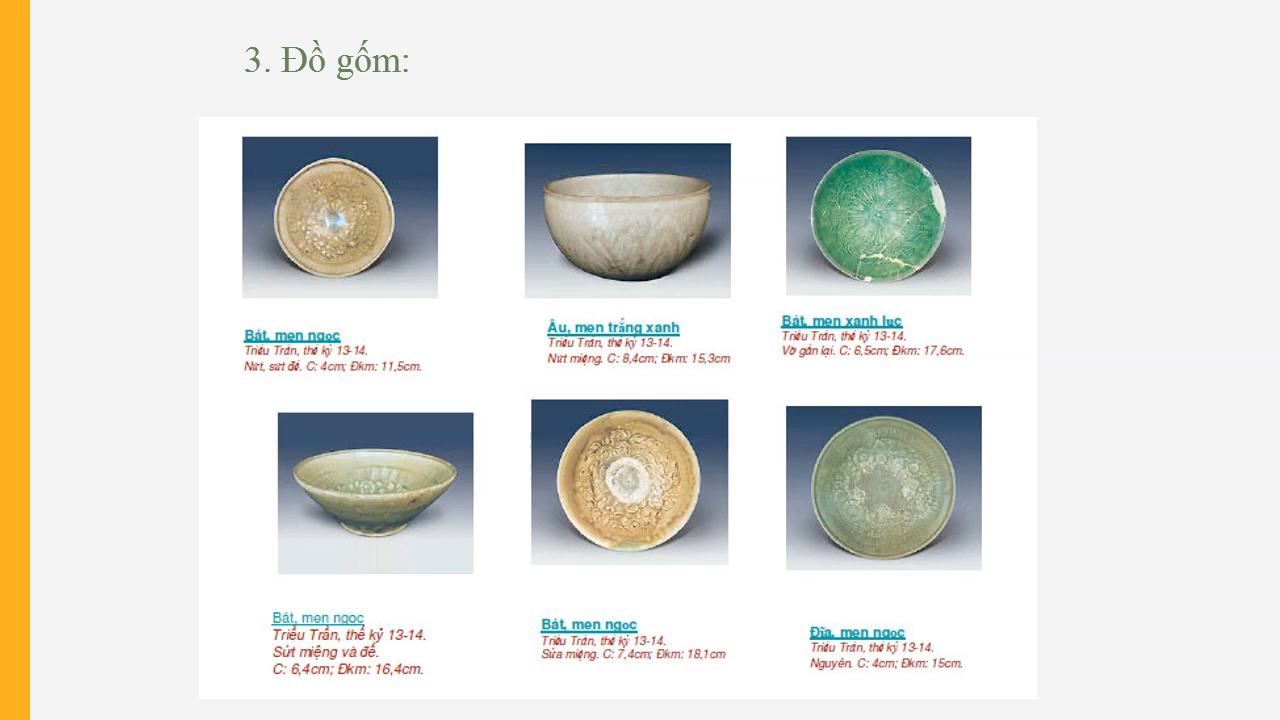 3. Đồ gốm:
Bát, men ngọc
Triều Trần, thế kỷ 13-14.
Nứt, sứt đế. C: 4cm; Đkm: 11,5cm.
Âu, men trắng xanh
Triều Trần, thế kỷ 13-14.
Nứt miệng. C: 8,4cm; Đkm: 15,3cm
Bát, men xanh lục
Triều Trần, thế kỷ 13-14.
Vỡ gắn lại. C: 6,5cm; Đkm: 17,6cm.
Bát, men ngọc
Triều Trần, thế kỷ 13-14.
Sứt miệng và đế.
C: 6,4cm; Đkm: 16,4cm.
Bát, men ngọc
Triều Trần, thế kỷ 13-14.
Sửa miệng. C: 7,4cm; Đkm: 18,1cm
Đĩa, men ngọc
Triều Trần, thế kỷ 13-14.
Nguyên. C: 4cm; Đkm: 15cm.